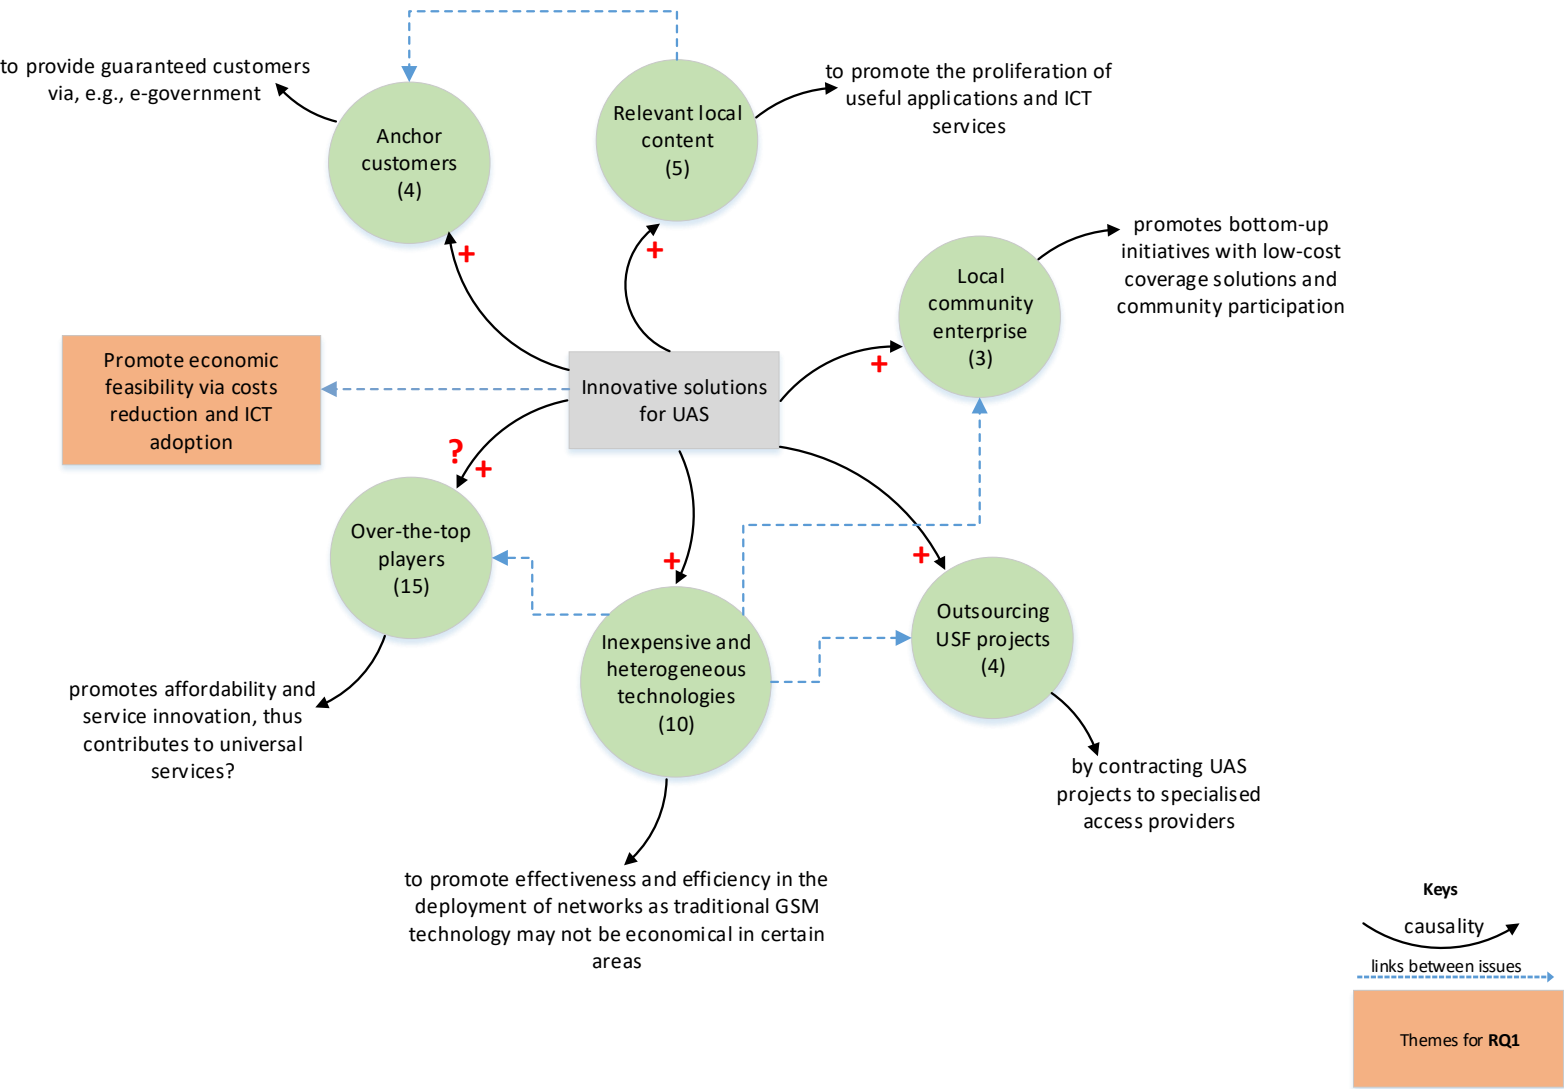 to provide guaranteed customers
via, e.g., e-government
Anchor
customers
(4)
Relevant local
content
(5)
to promote the proliferation of
useful applications and ICT
services
+
+
Local
community
enterprise
(3)
promotes bottom-up
initiatives with low-cost
coverage solutions and
community participation
+
Promote economic
feasibility via costs
reduction and ICT
adoption
Innovative solutions
for UAS
?
+
+
+
Over-the-top
players
(15)
Inexpensive and
heterogeneous
technologies
(10)
Outsourcing
USF projects
(4)
promotes affordability and
service innovation, thus
contributes to universal
services?
by contracting UAS
projects to specialised
access providers
to promote effectiveness and efficiency in the
deployment of networks as traditional GSM
technology may not be economical in certain
areas
Keys
causality
links between issues
Themes for RQ1